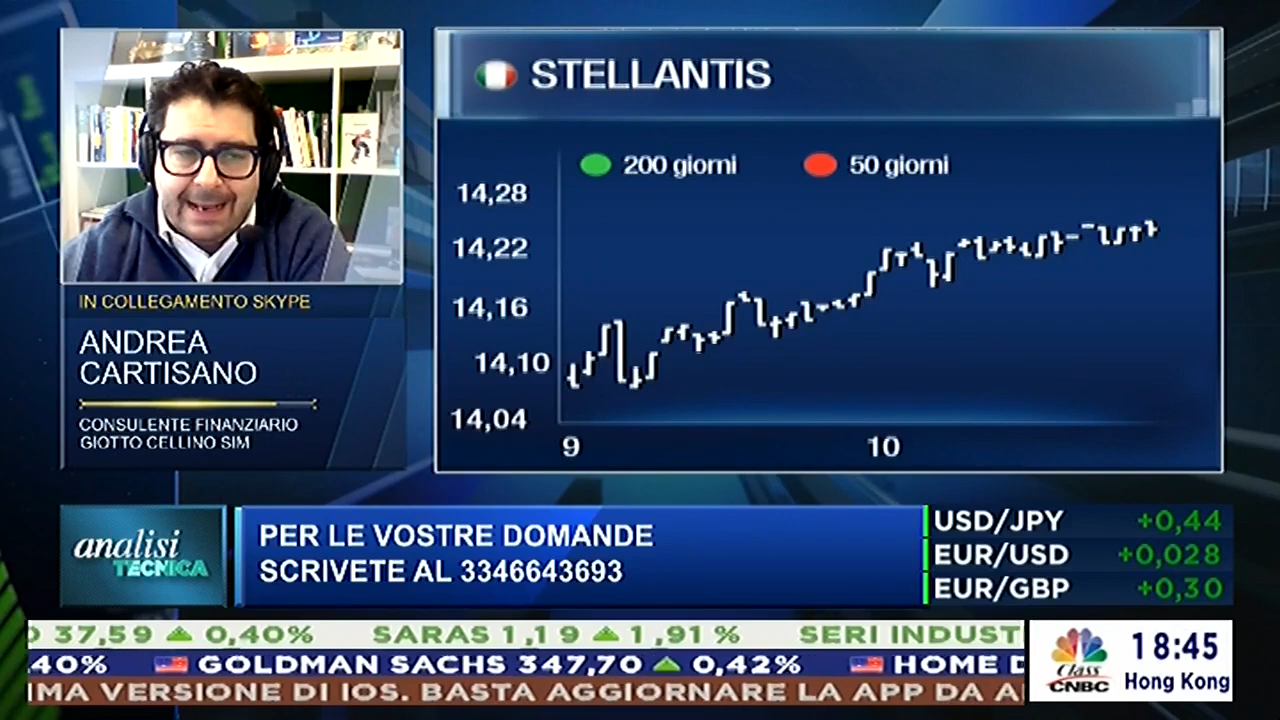 STELLANTIS
200 giorni
50 giorni
14,28
14,22
14,16
14,10
14,04
9
10
IN COLLEGAMENTO SKYPE
ANDREA
CARTISANO
CONSULENTE FINANZIARIO
GIOTTO CELLINO SIM
analisi
TECNICA
PER LE VOSTRE DOMANDE
SCRIVETE AL 3346643693
USD/JPY +0,44
EUR/USD +0,028
EUR/GBP +0,30
37,59 0,40% SARAS 1,19 1,91% SERI INDUST
.40% GOLDMAN SACHS 347,70 0,42% HOME D
IMA VERSIONE DI IOS. BASTA AGGIORNARE LA APP DA A
Class
CNBC
18:45
Hong Kong